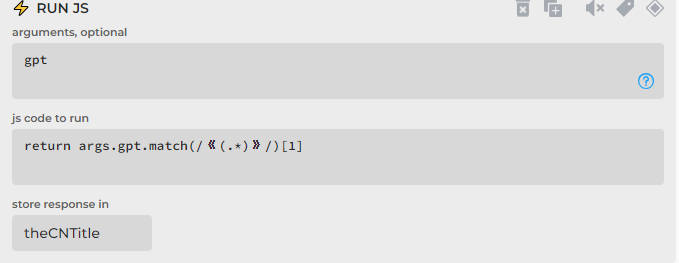 RUN JS
arguments, optional
gpt
js code to run
return args.gpt.match(/《(.*)》/)[1]
store response in
theCNTitle